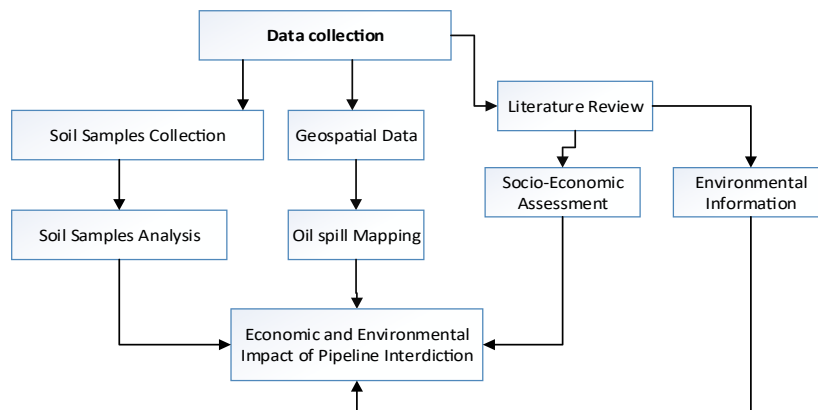 Data collection
Literature Review
Soil Samples Collection
Geospatial Data
Socio-Economic
Assessment
Environmental
Information
Soil Samples Analysis
Oil spill Mapping
Economic and Environmental
Impact of Pipeline Interdiction